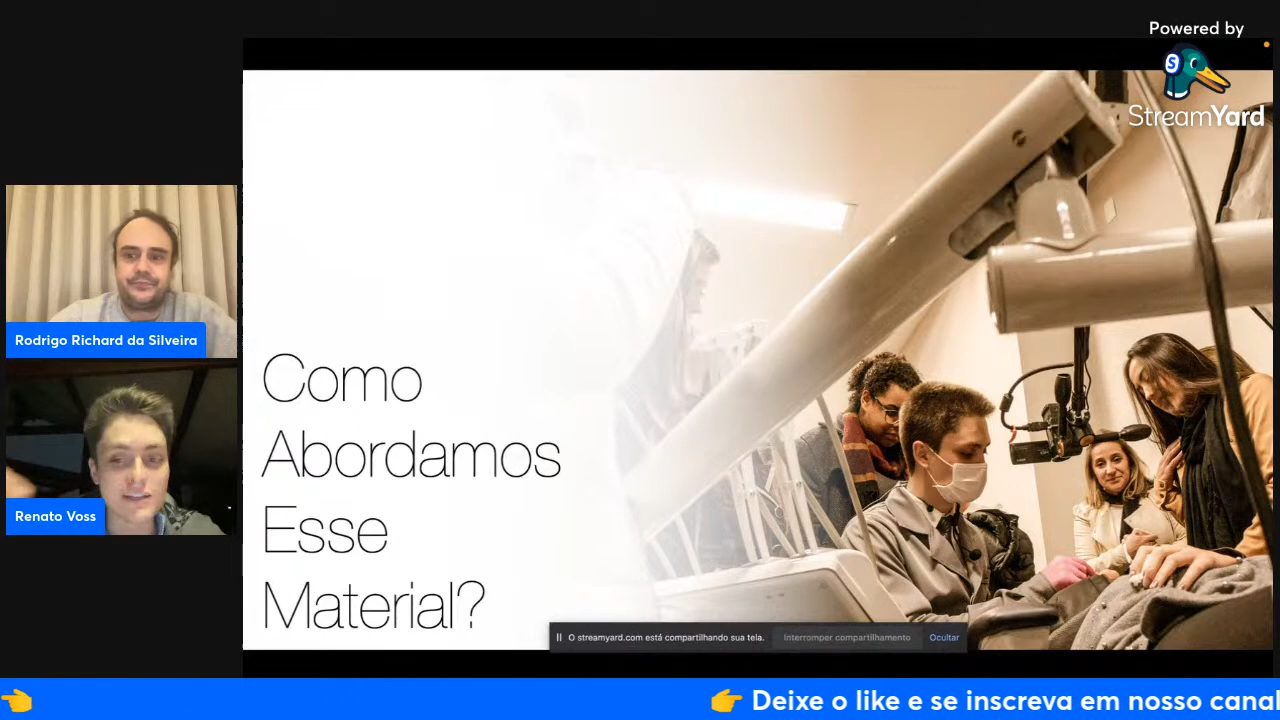 Powered by
StreamYard
Rodrigo Richard da Silveira
Renato Voss
Como
Abordamos
Esse
Material?
O streamyard.com está compartilhando sua tela.
Interromper compartilhamento
Ocultar
👈
👉 Deixe o like e se inscreva em nosso canal